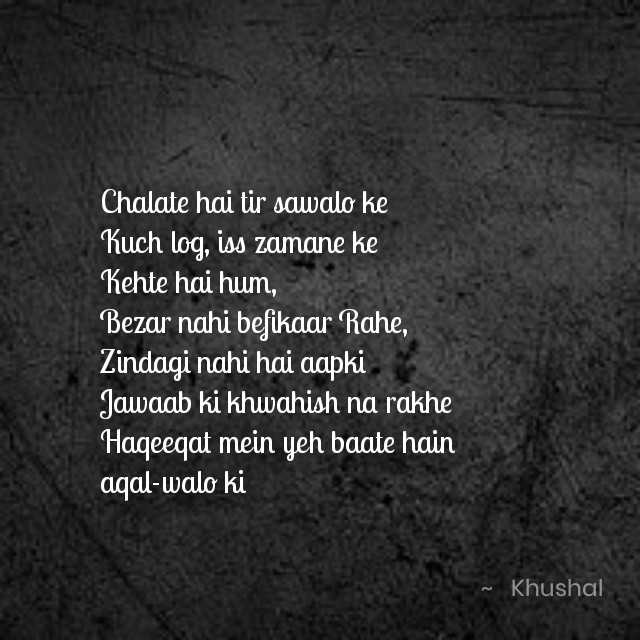 Chalate hai tir sawalo ke
Kuch log, iss zamane ke
Kehte hai hum,
Bezar nahi befikaar Rahe,
Zindagi nahi hai aapki
Jawaab ki khwahish na rakhe
Haqeeqat mein yeh baate hain
aqal-walo ki
~ Khushal